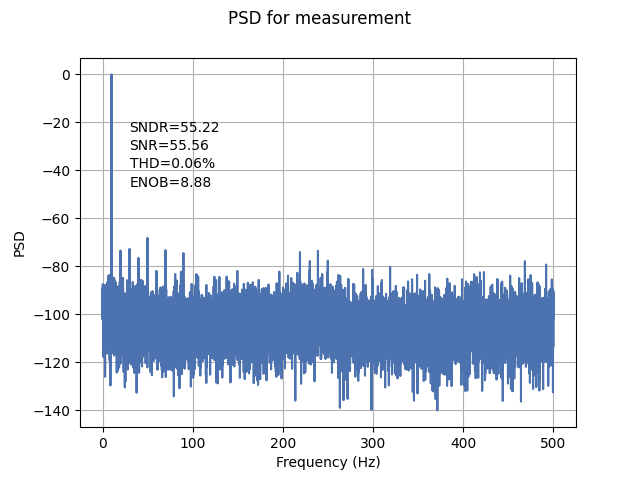 PSD for measurement
0
−20
−40
−60
−80
−100
−120
−140
PSD
SNDR=55.22
SNR=55.56
THD=0.06%
ENOB=8.88
0 100 200 300 400 500
Frequency (Hz)